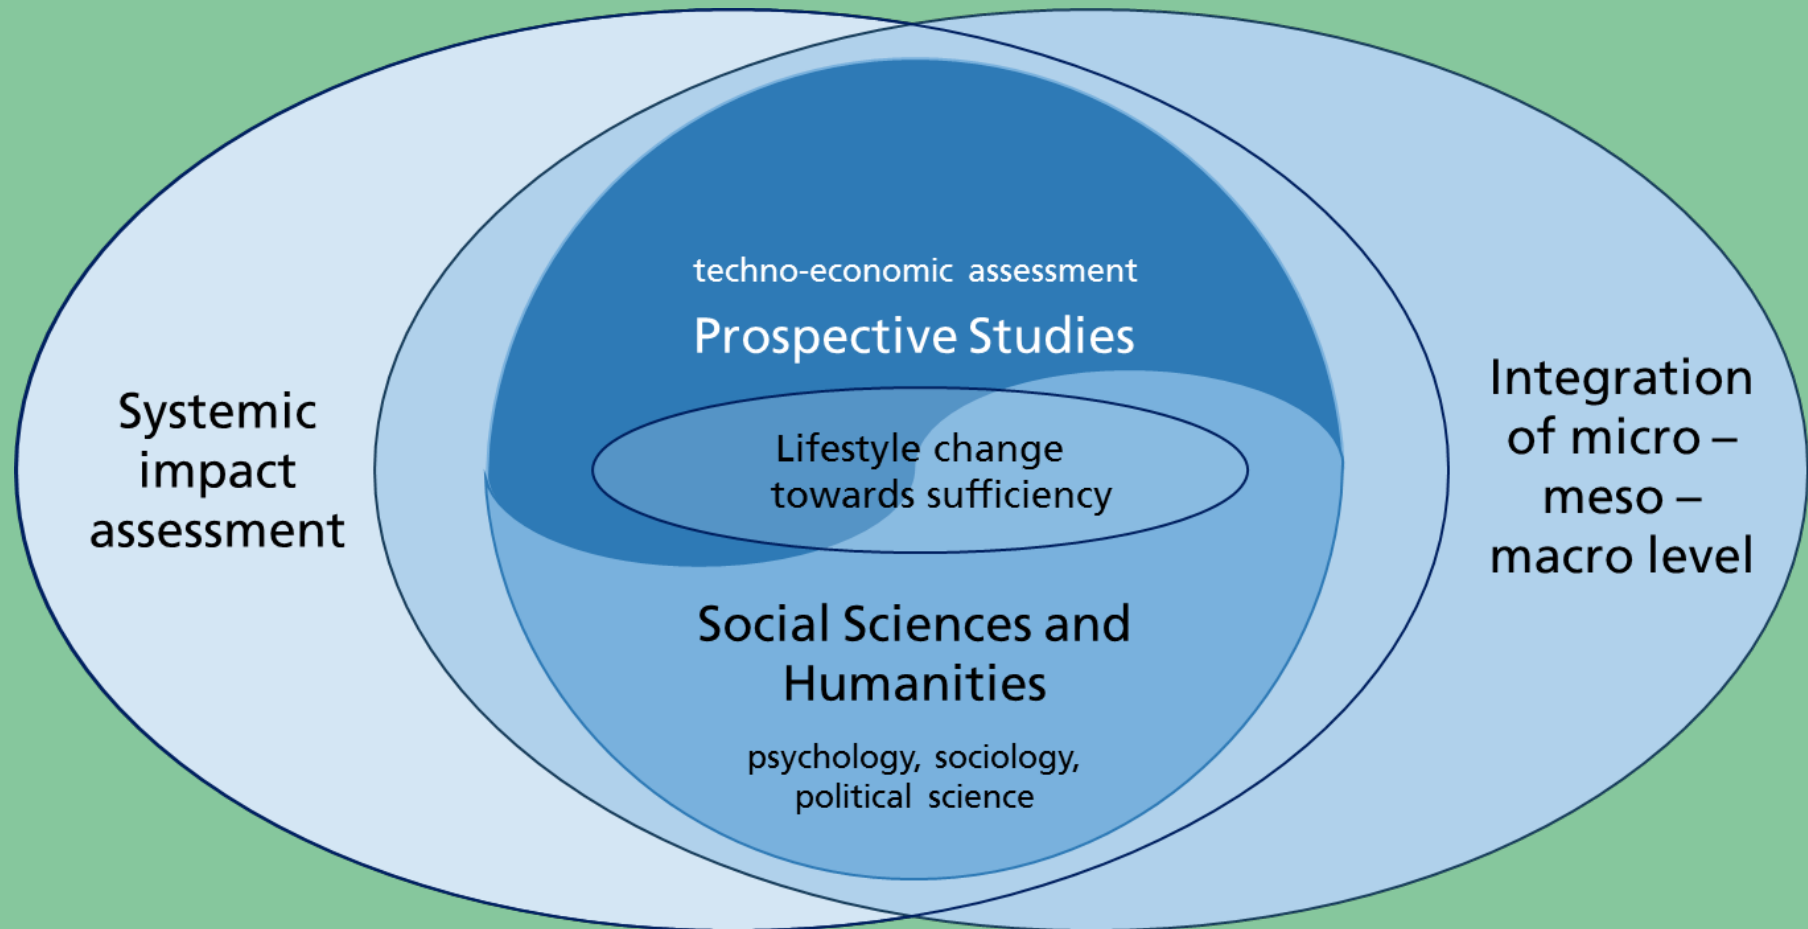 Systemic
impact
assessment
techno-economic assessment
Prospective Studies
Lifestyle change
towards sufficiency
Social Sciences and
Humanities
psychology, sociology,
political science
Integration
of micro –
meso –
macro level